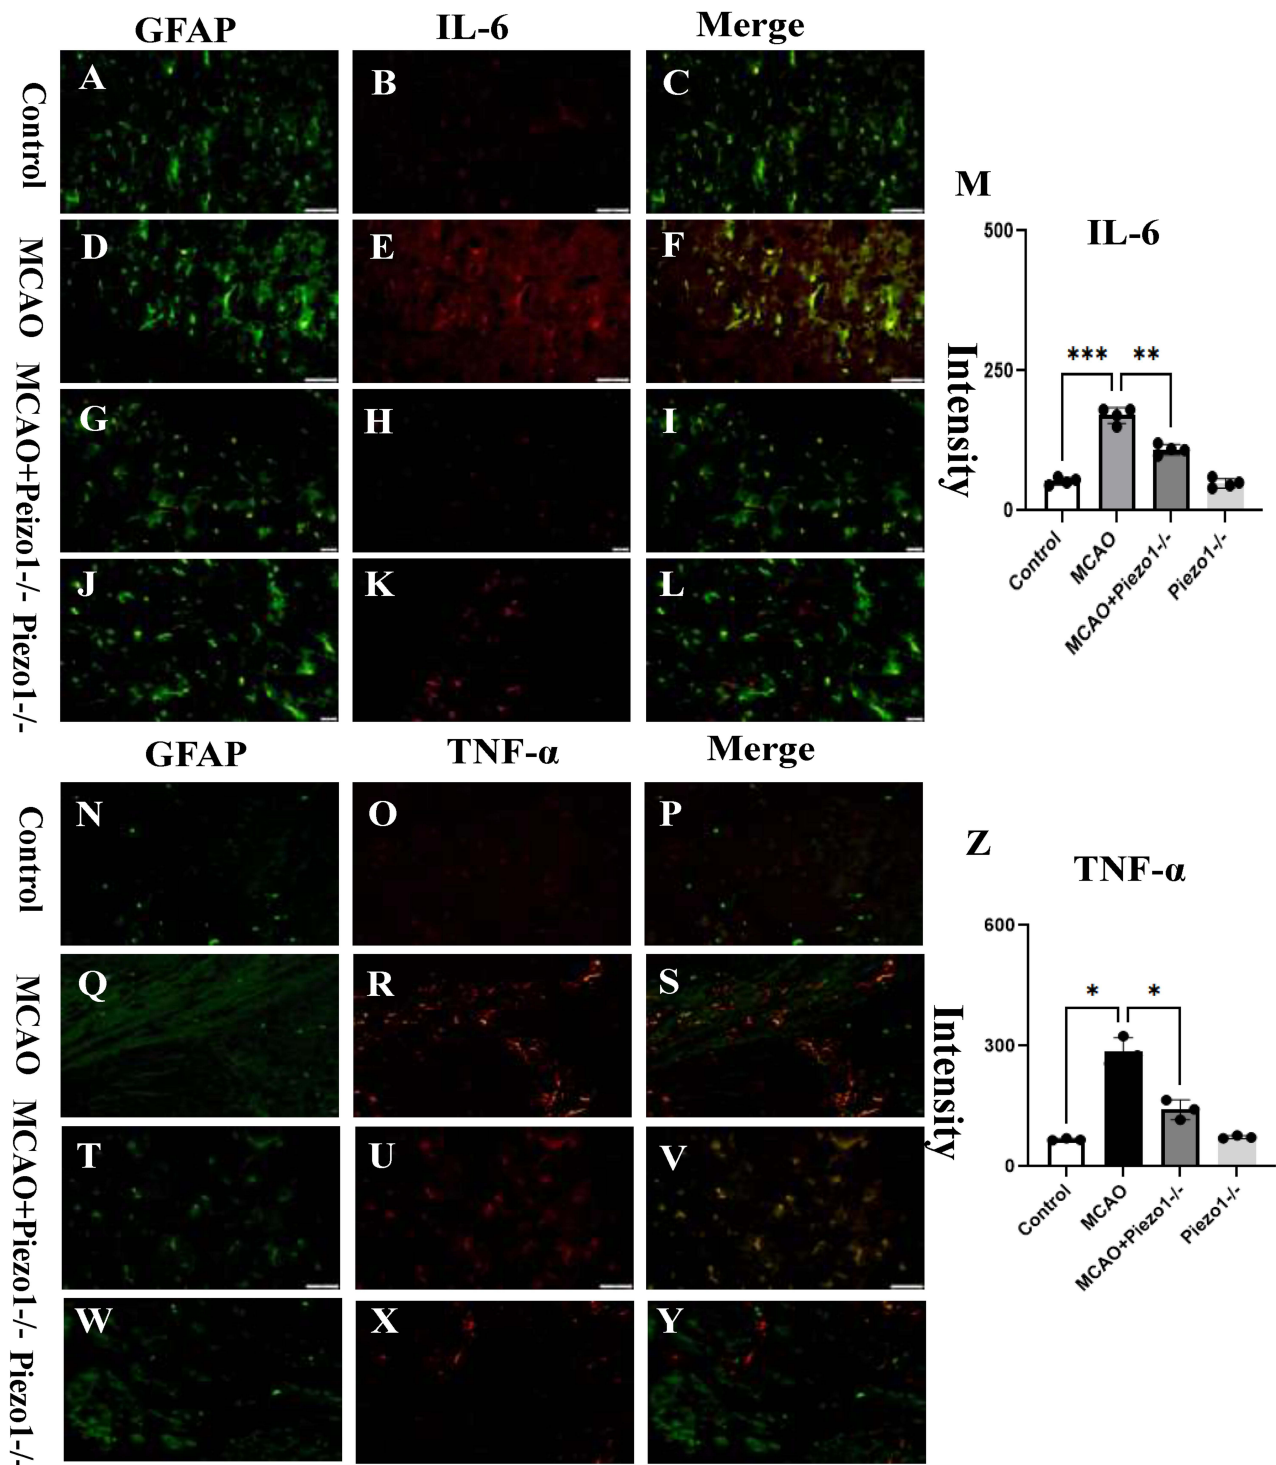 GFAP
IL-6
Merge
Control
A
B
C
MCAO
D
E
F
MCAO+Peizo1-/-
G
H
I
Piezo1-/-
J
K
L
M
IL-6
Intensity
500
250
0
***
**
Control
MCAO
MCAO+Piezo1-/-
Piezo1-/-
GFAP
TNF-α
Merge
Control
N
O
P
MCAO
Q
R
S
MCAO+Piezo1-/-
T
U
V
Piezo1-/-
W
X
Y
Z
TNF-α
Intensity
600
300
0
*
*
Control
MCAO
MCAO+Piezo1-/-
Piezo1-/-